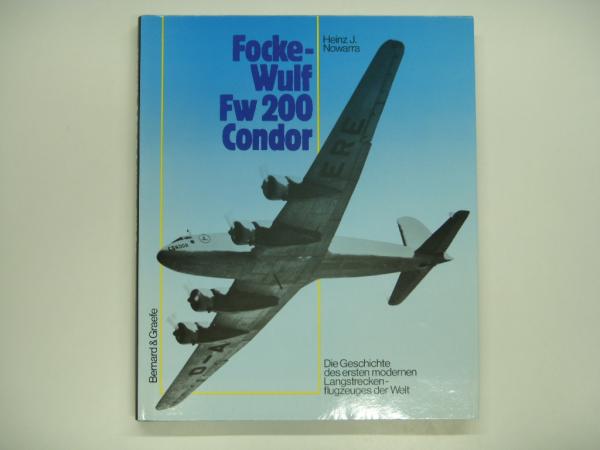 Focke-
Wulf
Fw 200
Condor
Heinz J.
Nowarra
ERE
D-A
Bernard & Graefe
Die Geschichte
des ersten modernen
Langstrecken-
flugzeuges der Welt